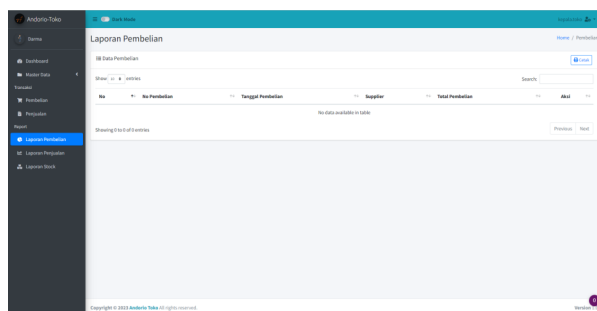 Andorio-Toko
Dark Mode
Darma
Dashboard
Master Data
Transaksi
Pembelian
Penjualan
Report
Laporan Pembelian
Laporan Penjualan
Laporan Stock
Laporan Pembelian
Home / Pembelian
Data Pembelian
Show entries
Search:
No No Pembelian Tanggal Pembelian Supplier Total Pembelian Aksi
No data available in table
Showing 0 to 0 of 0 entries
Previous Next
Copyright © 2023 Andorio Toko All rights reserved.
Version